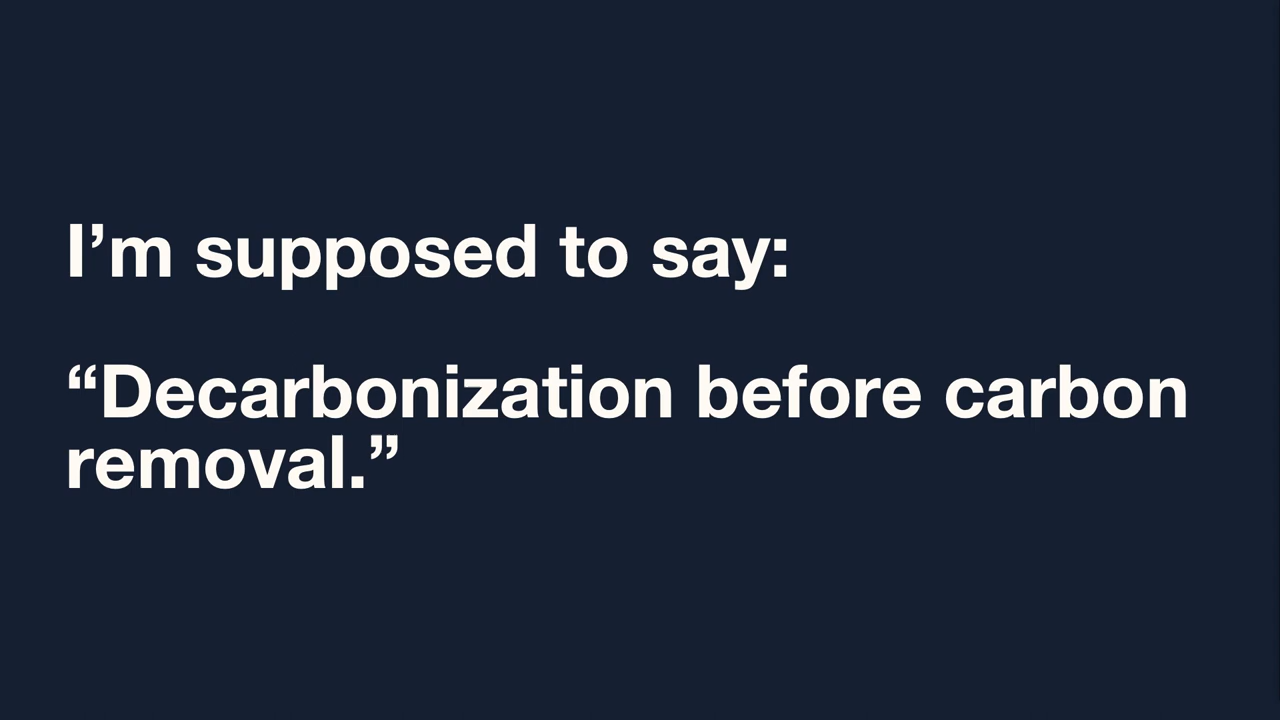 I’m supposed to say:
“Decarbonization before carbon
removal.”